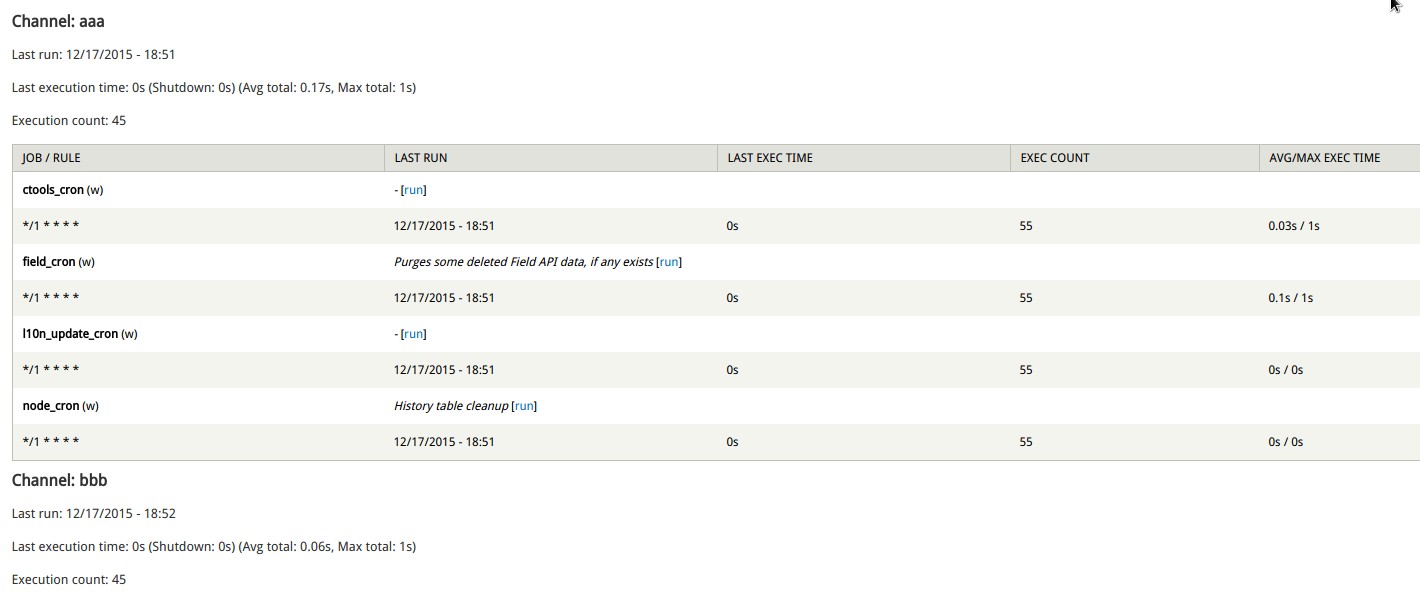 Channel: aaa
Last run: 12/17/2015 - 18:51
Last execution time: 0s (Shutdown: 0s) (Avg total: 0.17s, Max total: 1s)
Execution count: 45
JOB / RULE LAST RUN LAST EXEC TIME EXEC COUNT AVG/MAX EXEC TIME
ctools_cron (w) - [run]
*/1 * * * * 12/17/2015 - 18:51 0s 55 0.03s / 1s
field_cron (w) Purges some deleted Field API data, if any exists [run]
*/1 * * * * 12/17/2015 - 18:51 0s 55 0.1s / 1s
l10n_update_cron (w) - [run]
*/1 * * * * 12/17/2015 - 18:51 0s 55 0s / 0s
node_cron (w) History table cleanup [run]
*/1 * * * * 12/17/2015 - 18:51 0s 55 0s / 0s
Channel: bbb
Last run: 12/17/2015 - 18:52
Last execution time: 0s (Shutdown: 0s) (Avg total: 0.06s, Max total: 1s)
Execution count: 45